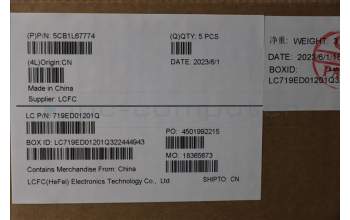 (P)P/N: 5CB1L67774
(Q)QTY: 5 PCS
(4L)Origin:CN
DATE: 2023/6/1
Made in China
Supplier: LCFC
LC P/N: 719ED01201Q
PO: 4501992215
BOX ID: LC719ED01201Q322444943
MO: 18365673
Contains Merchandise From: China
LCFC(HeFei) Electronics Technology Co., Ltd
SHIPTO: CN
净重: WEIGHT
DATE: 2023/6/1
BOXID:
LC719ED01201Q3